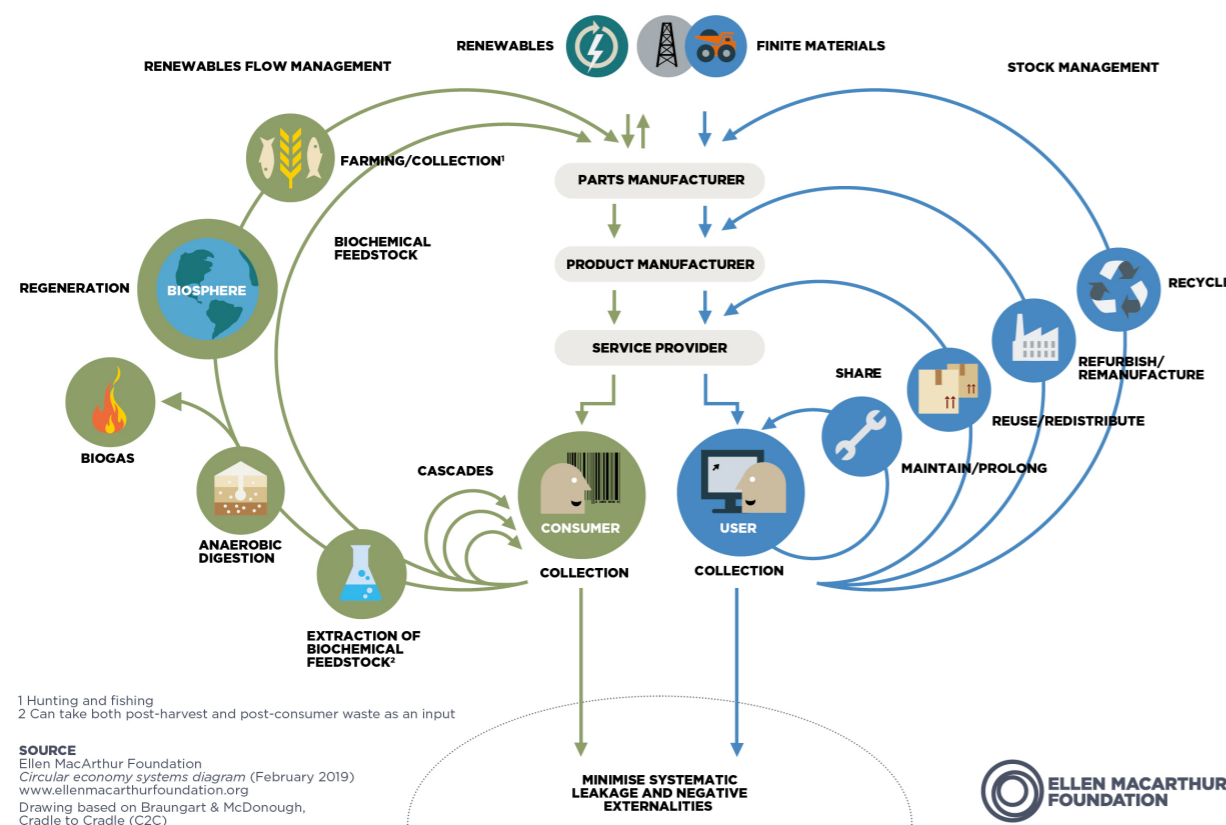 RENEWABLES
FINITE MATERIALS
RENEWABLES FLOW MANAGEMENT
STOCK MANAGEMENT
FARMING/COLLECTION¹
PARTS MANUFACTURER
BIOCHEMICAL
FEEDSTOCK
PRODUCT MANUFACTURER
REGENERATION
BIOSPHERE
RECYCLE
SERVICE PROVIDER
SHARE
REFURBISH/
REMANUFACTURE
REUSE/REDISTRIBUTE
BIOGAS
CASCADES
MAINTAIN/PROLONG
CONSUMER
USER
ANAEROBIC
DIGESTION
COLLECTION
COLLECTION
EXTRACTION OF
BIOCHEMICAL
FEEDSTOCK²
1 Hunting and fishing
2 Can take both post-harvest and post-consumer waste as an input
SOURCE
Ellen MacArthur Foundation
Circular economy systems diagram (February 2019)
www.ellenmacarthurfoundation.org
Drawing based on Braungart & McDonough,
Cradle to Cradle (C2C)
MINIMISE SYSTEMATIC
LEAKAGE AND NEGATIVE
EXTERNALITIES
ELLEN MACARTHUR
FOUNDATION